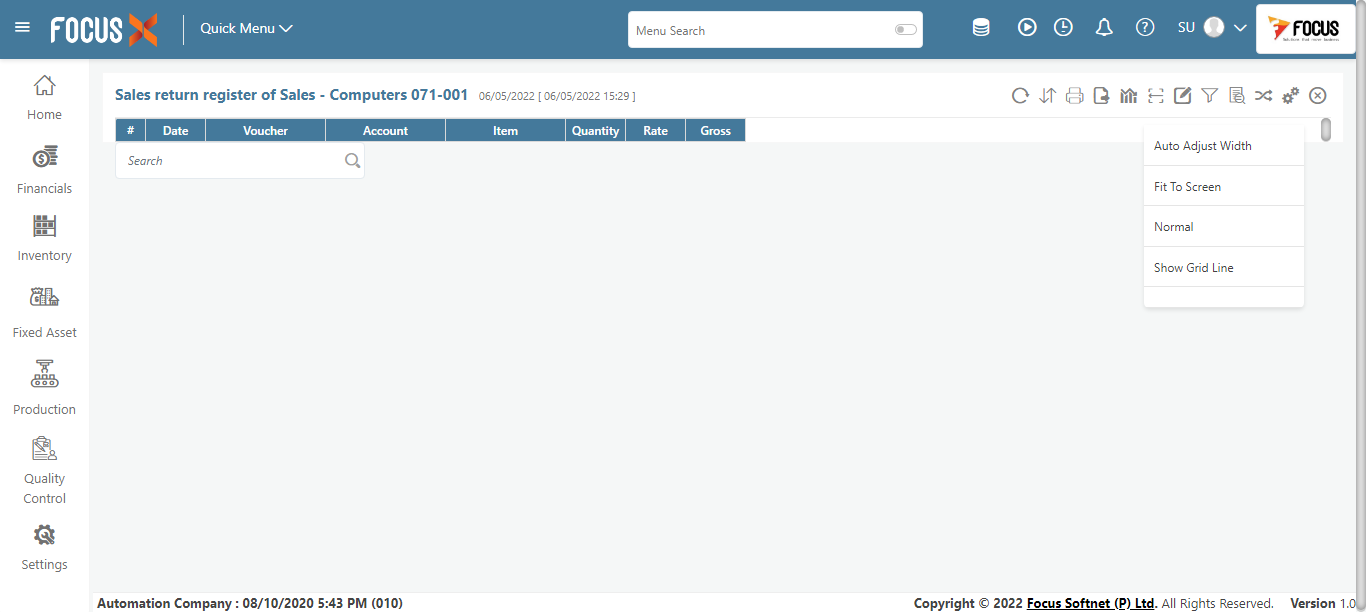 FOCUS X
Quick Menu
Menu Search
SU
FOCUS
Home
Financials
Inventory
Fixed Asset
Production
Quality
Control
Settings
Sales return register of Sales - Computers 071-001 06/05/2022 [ 06/05/2022 15:29 ]
# Date Voucher Account Item Quantity Rate Gross
Search
Auto Adjust Width
Fit To Screen
Normal
Show Grid Line
Automation Company : 08/10/2020 5:43 PM (010)
Copyright © 2022 Focus Softnet (P) Ltd. All Rights Reserved. Version 1.0